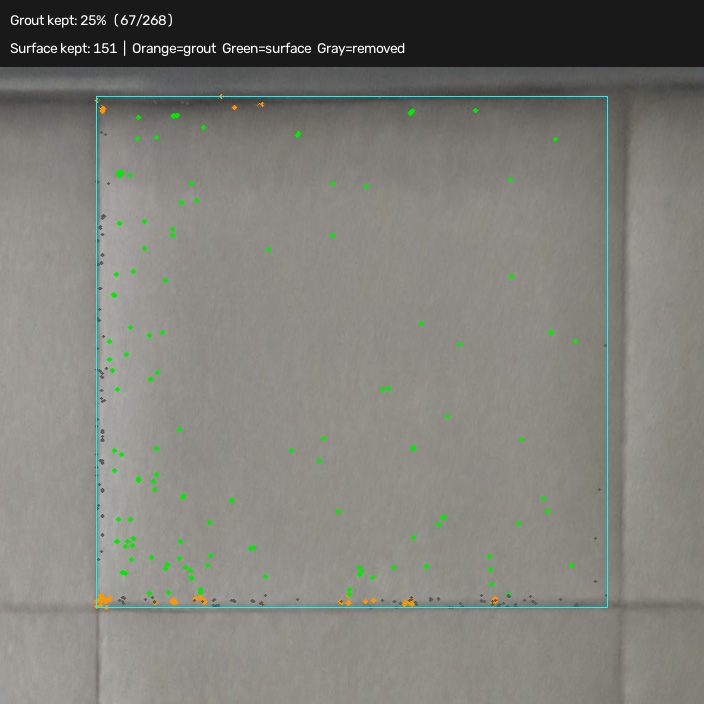 Grout kept: 25% (67/268)
Surface kept: 151 | Orange=grout Green=surface Gray=removed